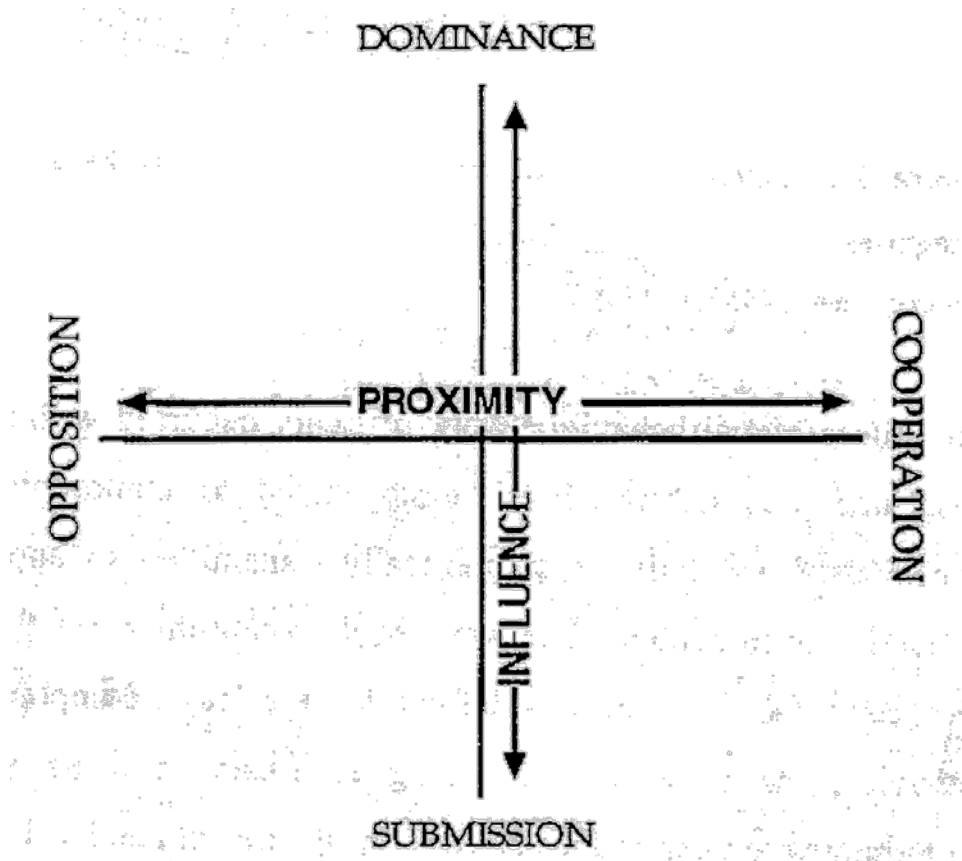 DOMINANCE
OPPOSITION
PROXIMITY
COOPERATION
INFLUENCE
SUBMISSION